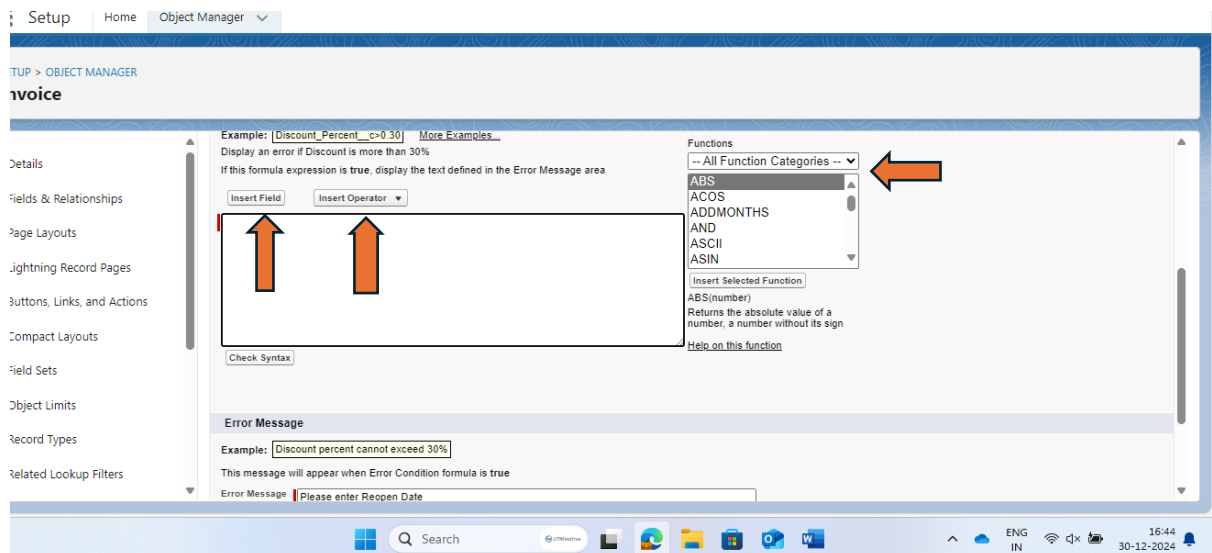 Setup Home Object Manager
ETUP > OBJECT MANAGER
nvoice
Details
Fields & Relationships
Page Layouts
Lightning Record Pages
Buttons, Links, and Actions
Compact Layouts
Field Sets
Object Limits
Record Types
Related Lookup Filters
Example: Discount_Percent__c>0.30 More Examples...
Display an error if Discount is more than 30%
If this formula expression is true, display the text defined in the Error Message area
Insert Field Insert Operator
Check Syntax
Functions
-- All Function Categories --
ABS
ACOS
ADDMONTHS
AND
ASCII
ASIN
Insert Selected Function
ABS(number)
Returns the absolute value of a
number, a number without its sign
Help on this function
Error Message
Example: Discount percent cannot exceed 30%
This message will appear when Error Condition formula is true
Error Message Please enter Reopen Date
Search
ENG
IN
16:44
30-12-2024